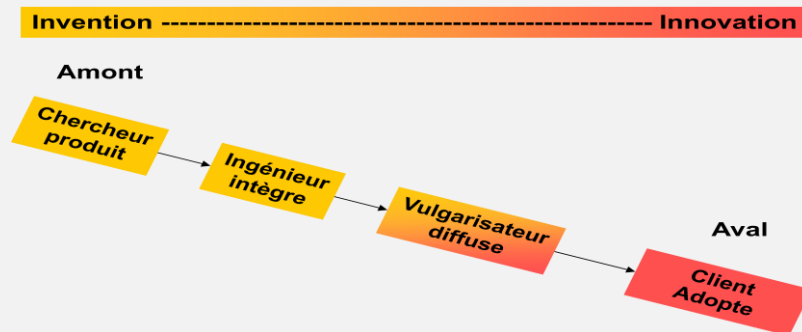 Invention ---------------------------------------------------------- Innovation
Amont
Chercheur
produit
Ingénieur
intègre
Vulgarisateur
diffuse
Aval
Client
Adopte